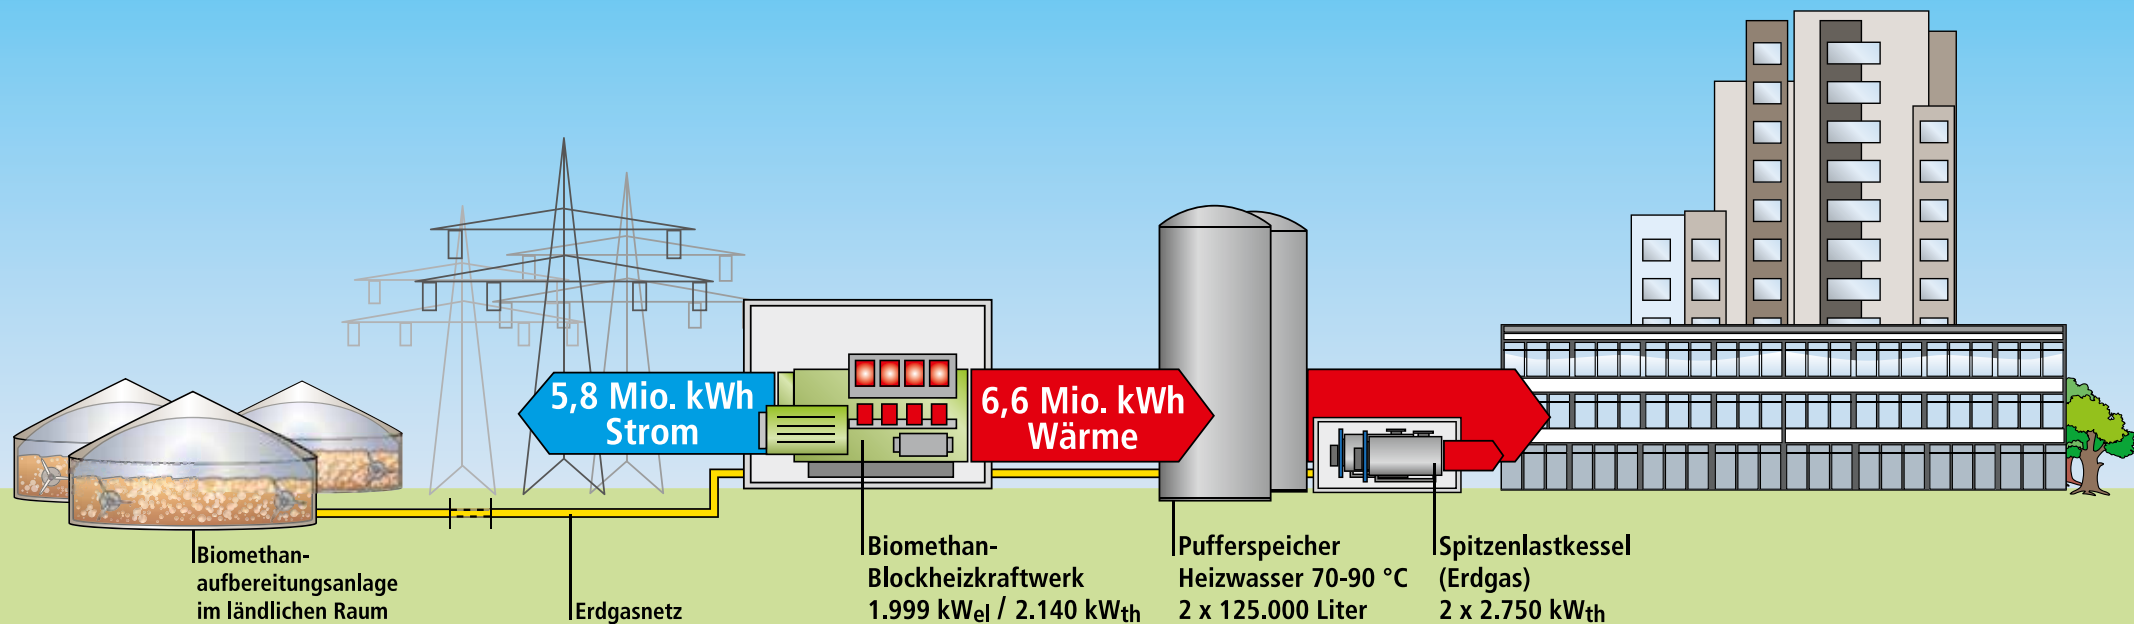 5,8 Mio. kWh
Strom
6,6 Mio. kWh
Wärme
Biomethan-
aufbereitungsanlage
im ländlichen Raum
Erdgasnetz
Biomethan-
Blockheizkraftwerk
1.999 kWel / 2.140 kWth
Pufferspeicher
Heizwasser 70-90 °C
2 x 125.000 Liter
Spitzenlastkessel
(Erdgas)
2 x 2.750 kWth